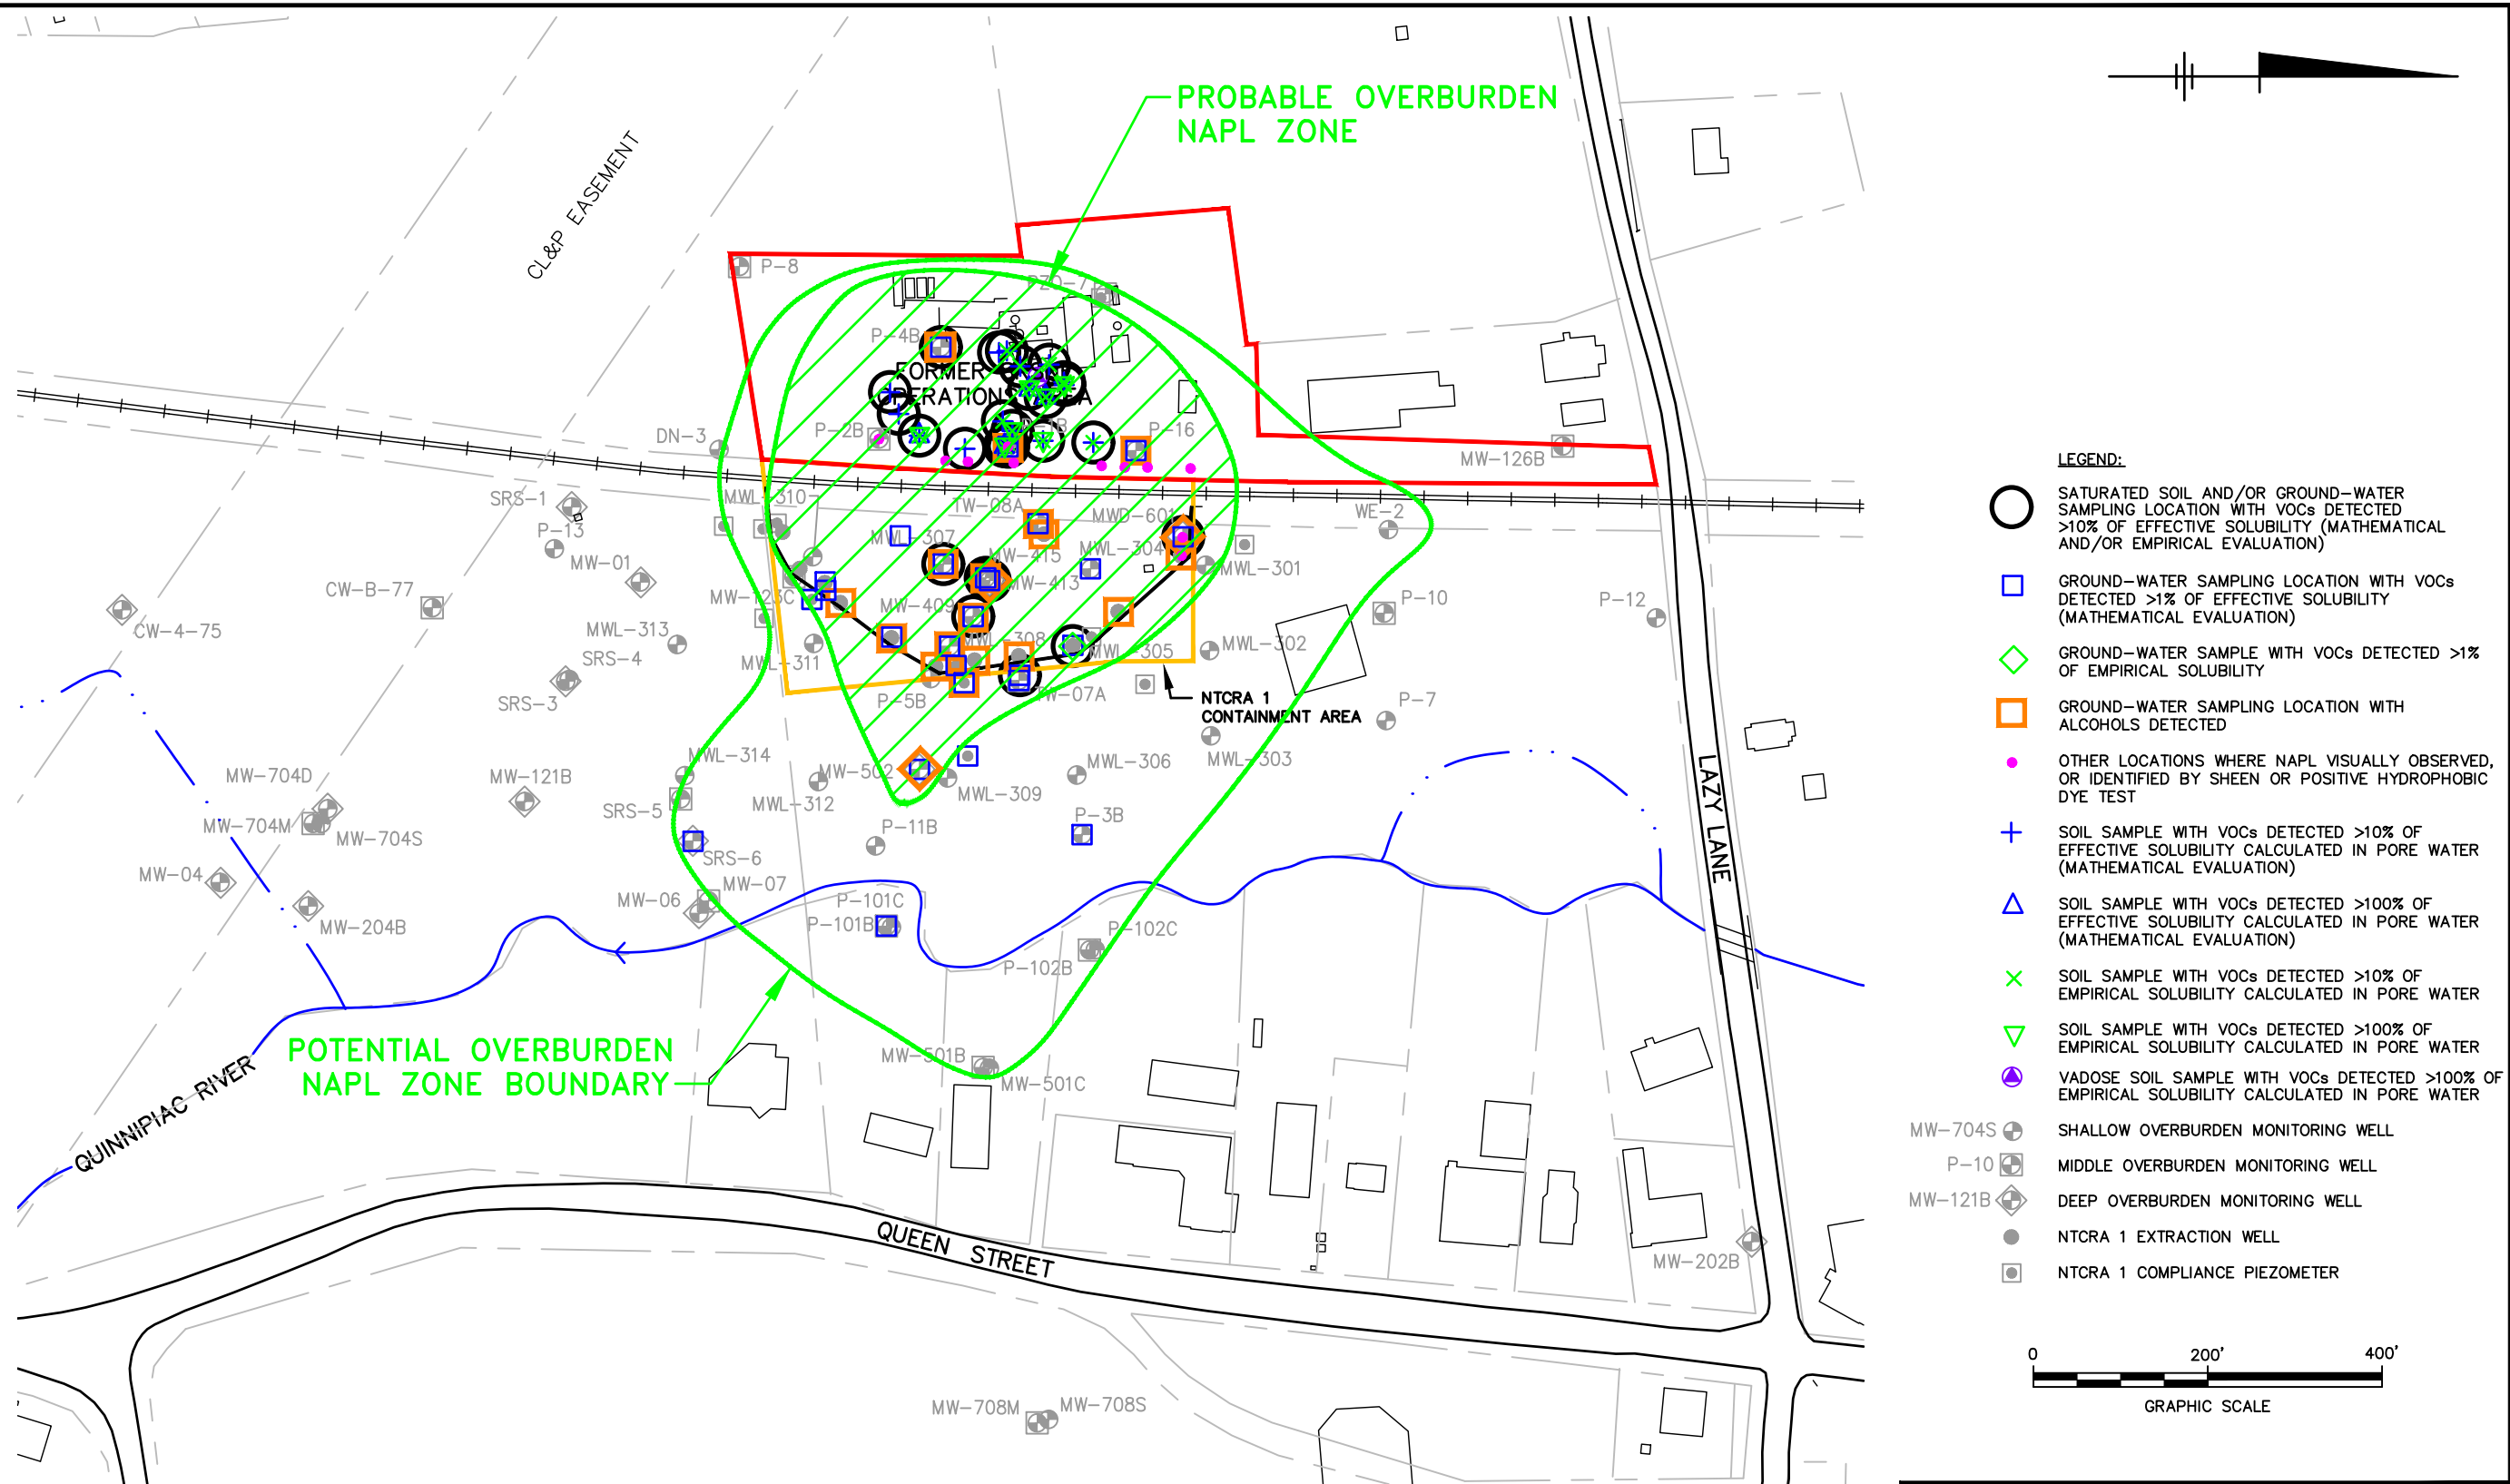 PROBABLE OVERBURDEN
NAPL ZONE
CL&P EASEMENT
P-8
PZO-7
P-4B
FORMER
OPERATIONS AREA
P-2B
P-16
DN-3
MW-126B
SRS-1
P-13
MWL-310
TW-08A
MWD-601
WE-2
MWL-307
MW-415
MWL-304
MW-01
MWL-301
MW-413
CW-B-77
MW-123C
MW-409
P-10
P-12
CW-4-75
MWL-313
MWL-308
MWL-302
SRS-4
MWL-311
MWL-305
SRS-3
P-5B
TW-07A
NTCRA 1
CONTAINMENT AREA
P-7
MWL-314
MW-502
MWL-306
MWL-303
MW-704D
MW-121B
MWL-312
MWL-309
SRS-5
P-3B
MW-704M
MW-704S
P-11B
SRS-6
MW-04
MW-07
MW-06
P-101C
P-101B
MW-204B
P-102C
P-102B
LAZY LANE
POTENTIAL OVERBURDEN
NAPL ZONE BOUNDARY
MW-501B
MW-501C
QUINNIPIAC RIVER
QUEEN STREET
MW-202B
MW-708M
MW-708S
LEGEND:
SATURATED SOIL AND/OR GROUND-WATER
SAMPLING LOCATION WITH VOCs DETECTED
>10% OF EFFECTIVE SOLUBILITY (MATHEMATICAL
AND/OR EMPIRICAL EVALUATION)
GROUND-WATER SAMPLING LOCATION WITH VOCs
DETECTED >1% OF EFFECTIVE SOLUBILITY
(MATHEMATICAL EVALUATION)
GROUND-WATER SAMPLE WITH VOCs DETECTED >1%
OF EMPIRICAL SOLUBILITY
GROUND-WATER SAMPLING LOCATION WITH
ALCOHOLS DETECTED
OTHER LOCATIONS WHERE NAPL VISUALLY OBSERVED,
OR IDENTIFIED BY SHEEN OR POSITIVE HYDROPHOBIC
DYE TEST
SOIL SAMPLE WITH VOCs DETECTED >10% OF
EFFECTIVE SOLUBILITY CALCULATED IN PORE WATER
(MATHEMATICAL EVALUATION)
SOIL SAMPLE WITH VOCs DETECTED >100% OF
EFFECTIVE SOLUBILITY CALCULATED IN PORE WATER
(MATHEMATICAL EVALUATION)
SOIL SAMPLE WITH VOCs DETECTED >10% OF
EMPIRICAL SOLUBILITY CALCULATED IN PORE WATER
SOIL SAMPLE WITH VOCs DETECTED >100% OF
EMPIRICAL SOLUBILITY CALCULATED IN PORE WATER
VADOSE SOIL SAMPLE WITH VOCs DETECTED >100% OF
EMPIRICAL SOLUBILITY CALCULATED IN PORE WATER
MW-704S SHALLOW OVERBURDEN MONITORING WELL
P-10 MIDDLE OVERBURDEN MONITORING WELL
MW-121B DEEP OVERBURDEN MONITORING WELL
NTCRA 1 EXTRACTION WELL
NTCRA 1 COMPLIANCE PIEZOMETER
0 200' 400'
GRAPHIC SCALE